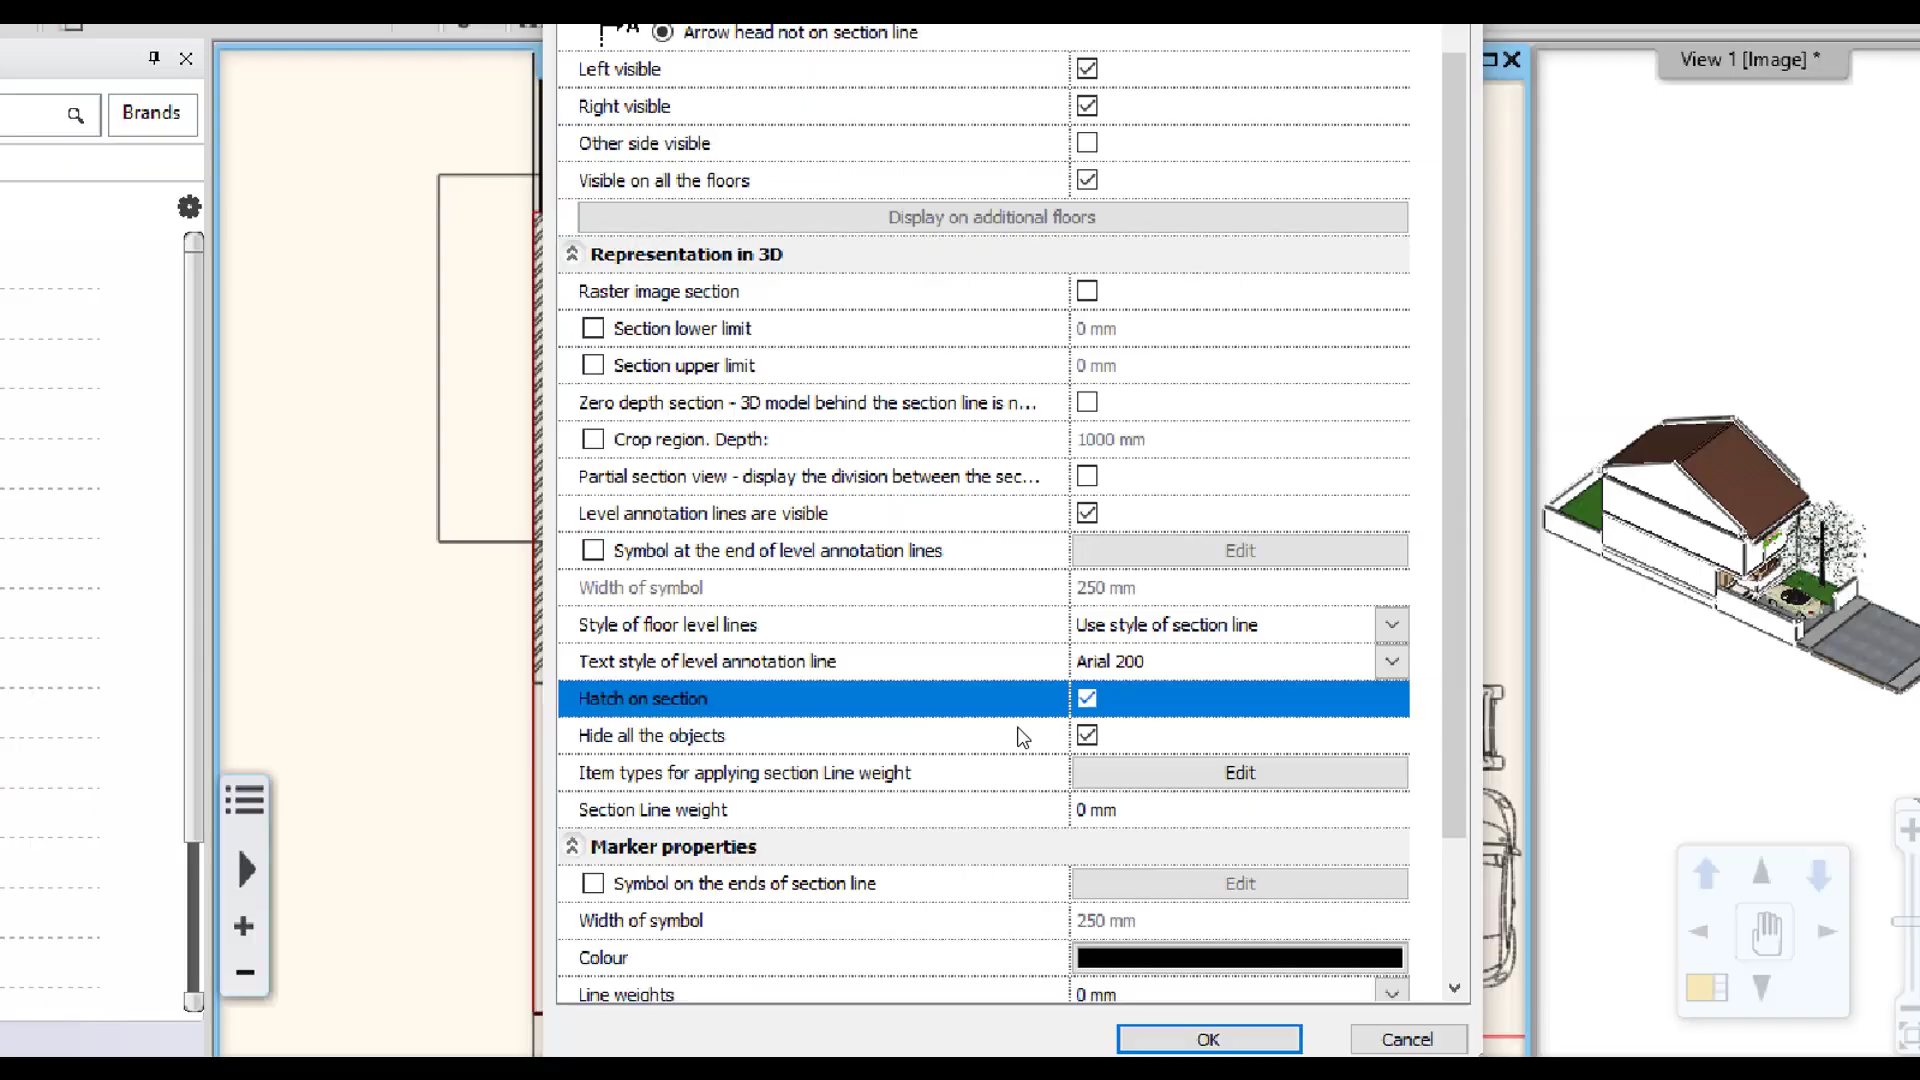 Arrow head not on section line
View 1 [Image] *
Left visible
Brands
Right visible
Other side visible
Visible on all the floors
Display on additional floors
Representation in 3D
Raster image section
Section lower limit 0 mm
Section upper limit 0 mm
Zero depth section - 3D model behind the section line is n...
Crop region. Depth: 1000 mm
Partial section view - display the division between the sec...
Level annotation lines are visible
Symbol at the end of level annotation lines Edit
Width of symbol 250 mm
Style of floor level lines Use style of section line
Text style of level annotation line Arial 200
Hatch on section
Hide all the objects
Item types for applying section Line weight Edit
Section Line weight 0 mm
Marker properties
Symbol on the ends of section line Edit
Width of symbol 250 mm
Colour
Line weights 0 mm
OK Cancel